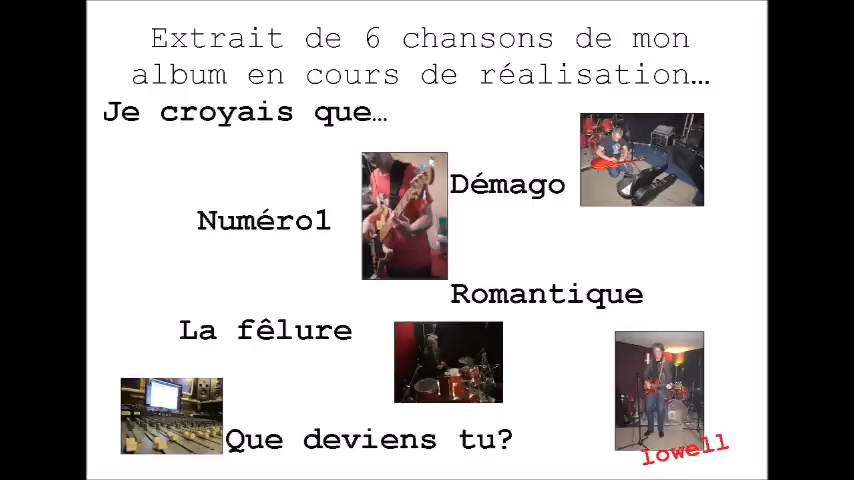 Extrait de 6 chansons de mon
album en cours de réalisation…
Je croyais que…
Démago
Numéro1
Romantique
La fêlure
Que deviens tu?
lowell